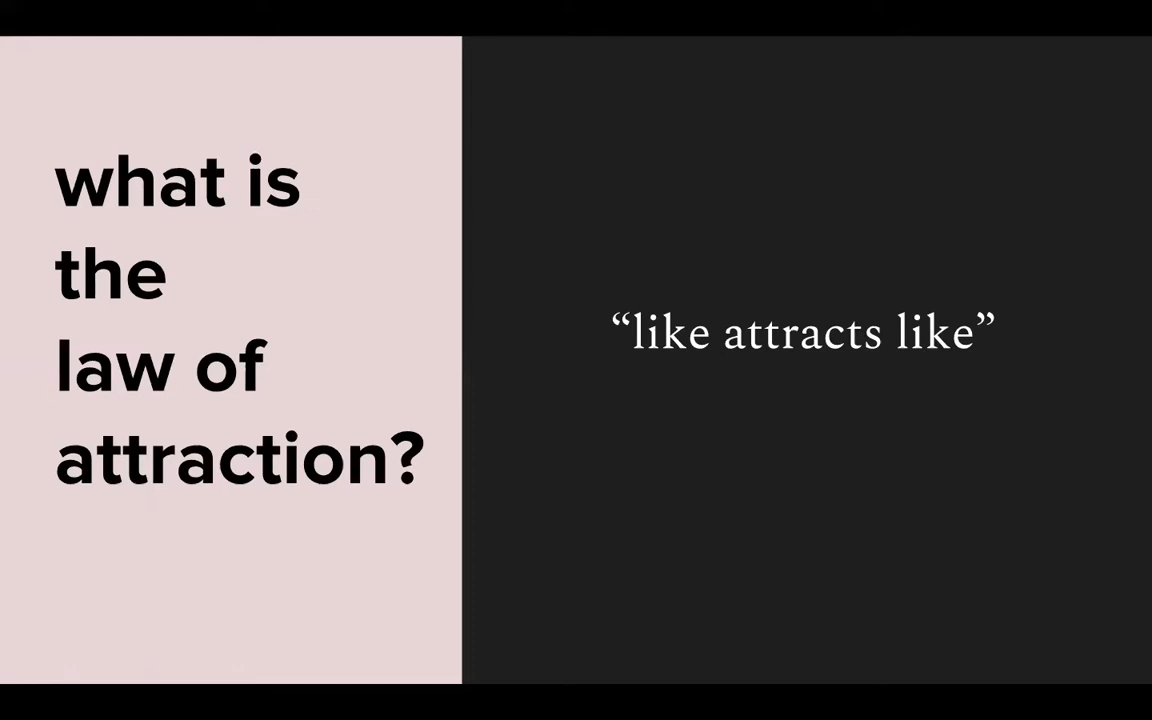 what is
the
law of
attraction?
“like attracts like”